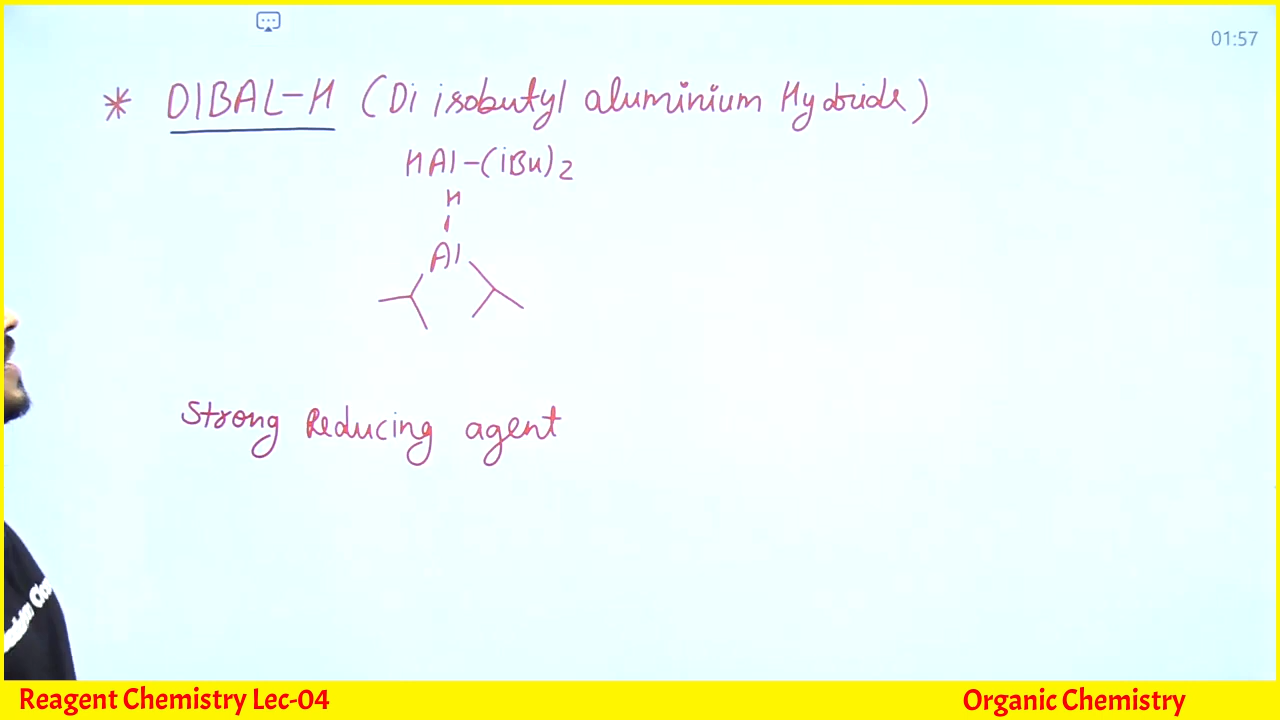 01:57
* DIBAL-H (Di isobutyl aluminium Hydride)
HAl-(iBu)2
H
Al
Strong Reducing agent
Reagent Chemistry Lec-04
Organic Chemistry